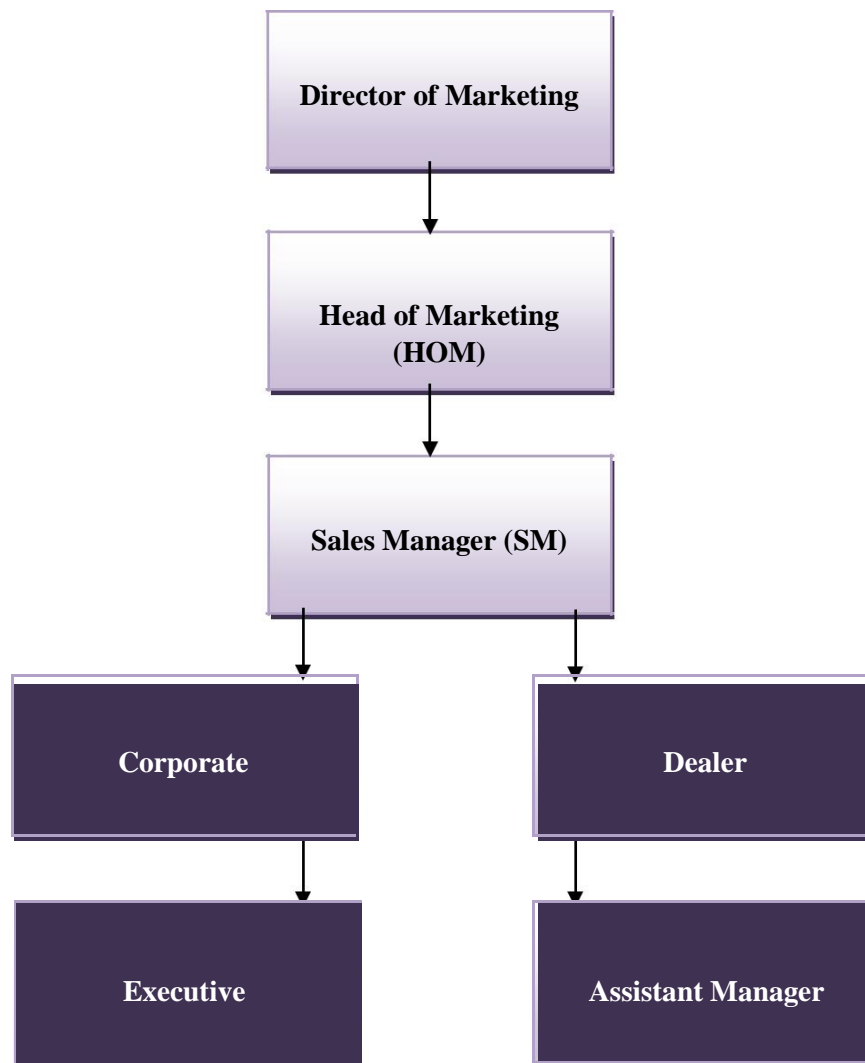 Director of Marketing
Head of Marketing
(HOM)
Sales Manager (SM)
Corporate
Dealer
Executive
Assistant Manager